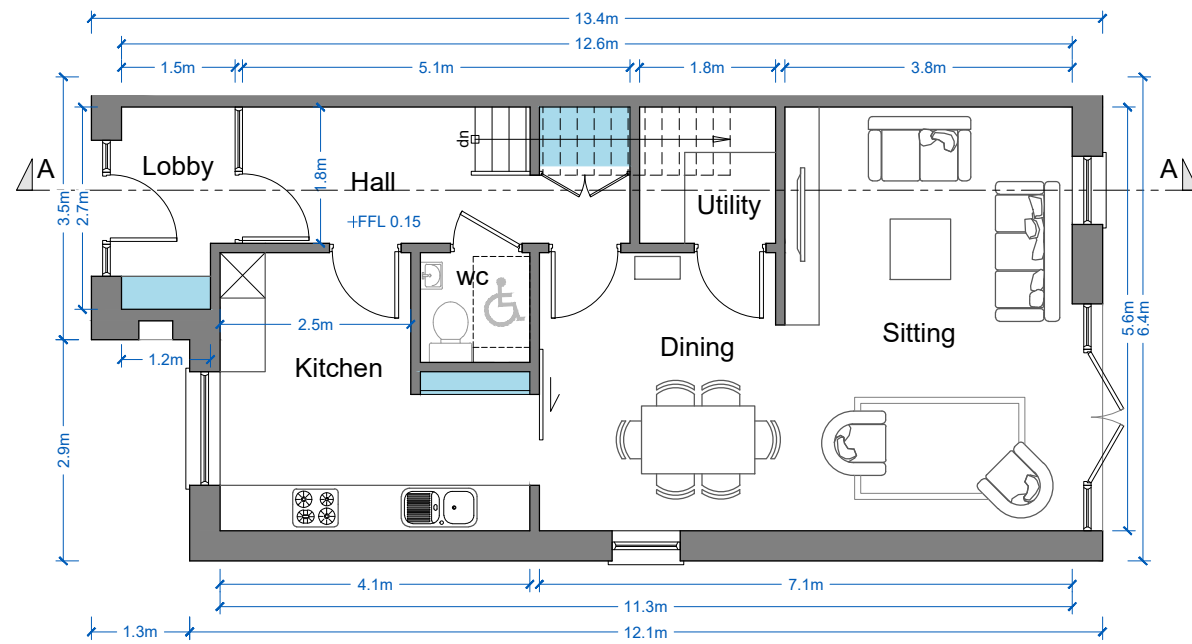 13.4m
12.6m
1.5m
5.1m
1.8m
3.8m
A
Lobby
Hall
dn
Utility
A
3.5m
2.7m
1.8m
+FFL 0.15
wc
5.6m
6.4m
2.5m
Kitchen
Dining
Sitting
1.2m
2.9m
4.1m
7.1m
11.3m
1.3m
12.1m